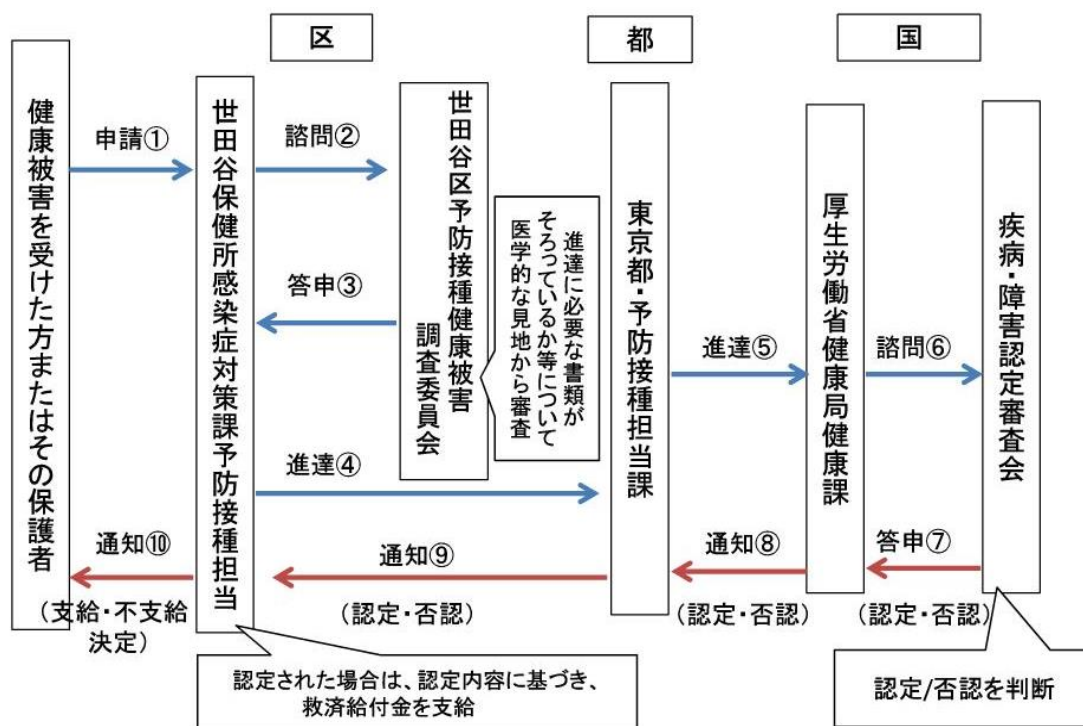 区
都
国
健康被害を受けた方またはその保護者
申請①
世田谷保健所感染症対策課予防接種担当
諮問②
世田谷区予防接種健康被害
調査委員会
答申③
進達に必要な書類が
そろっているか等について
医学的な見地から審査
進達④
東京都・予防接種担当課
進達⑤
厚生労働省健康局健康課
諮問⑥
疾病・障害認定審査会
答申⑦
(認定・否認)
通知⑧
(認定・否認)
通知⑨
(認定・否認)
通知⑩
(支給・不支給
決定)
認定された場合は、認定内容に基づき、
救済給付金を支給
認定/否認を判断